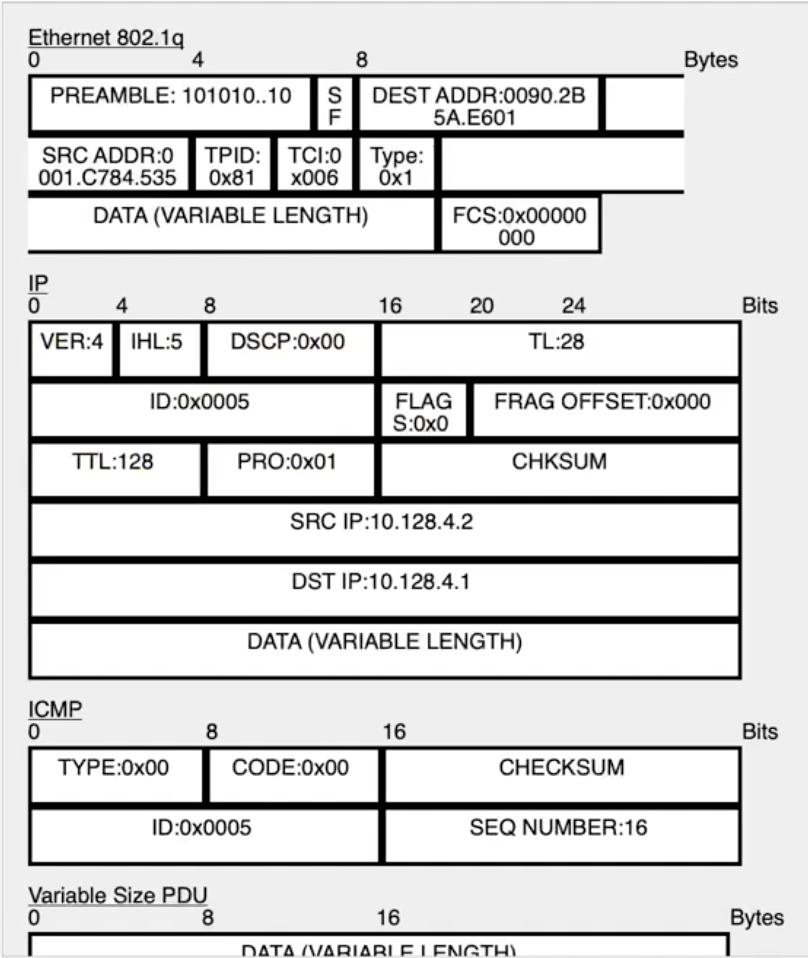 Ethernet 802.1q
0 4 8 Bytes
PREAMBLE: 101010..10 S DEST ADDR:0090.2B
F 5A.E601
SRC ADDR:0 TPID: TCI:0 Type:
001.C784.535 0x81 x006 0x1
DATA (VARIABLE LENGTH) FCS:0x00000
000
IP
0 4 8 16 20 24 Bits
VER:4 IHL:5 DSCP:0x00 TL:28
ID:0x0005 FLAG FRAG OFFSET:0x000
S:0x0
TTL:128 PRO:0x01 CHKSUM
SRC IP:10.128.4.2
DST IP:10.128.4.1
DATA (VARIABLE LENGTH)
ICMP
0 8 16 Bits
TYPE:0x00 CODE:0x00 CHECKSUM
ID:0x0005 SEQ NUMBER:16
Variable Size PDU
0 8 16 Bytes
DATA (VARIABLE LENGTH)